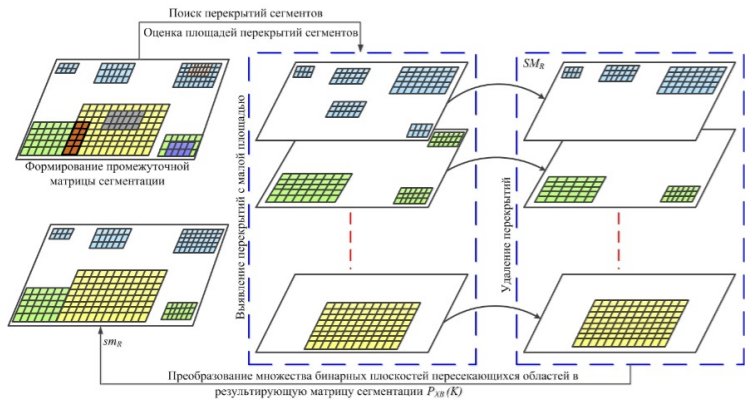 Поиск перекрытий сегментов
Оценка площадей перекрытий сегментов
SM_R
Формирование промежуточной
матрицы сегментации
Выявление перекрытий с малой площадью
Удаление перекрытий
sm_R
Преобразование множества бинарных плоскостей пересекающихся областей в
результирующую матрицу сегментации P_XB (K)